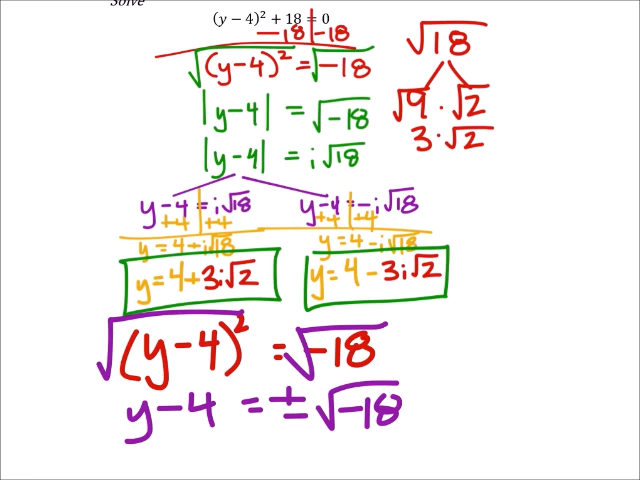 Solve
(y − 4)² + 18 = 0
−18 | −18
√(y−4)² = √−18
|y−4| = √−18
|y−4| = i√18
y−4 = i√18
+4 +4
y = 4+i√18
y = 4+3i√2
y−4 = −i√18
+4 +4
y = 4−i√18
y = 4 − 3i√2
√18
√9 · √2
3 · √2
√(y−4)² = √−18
y−4 = ± √−18